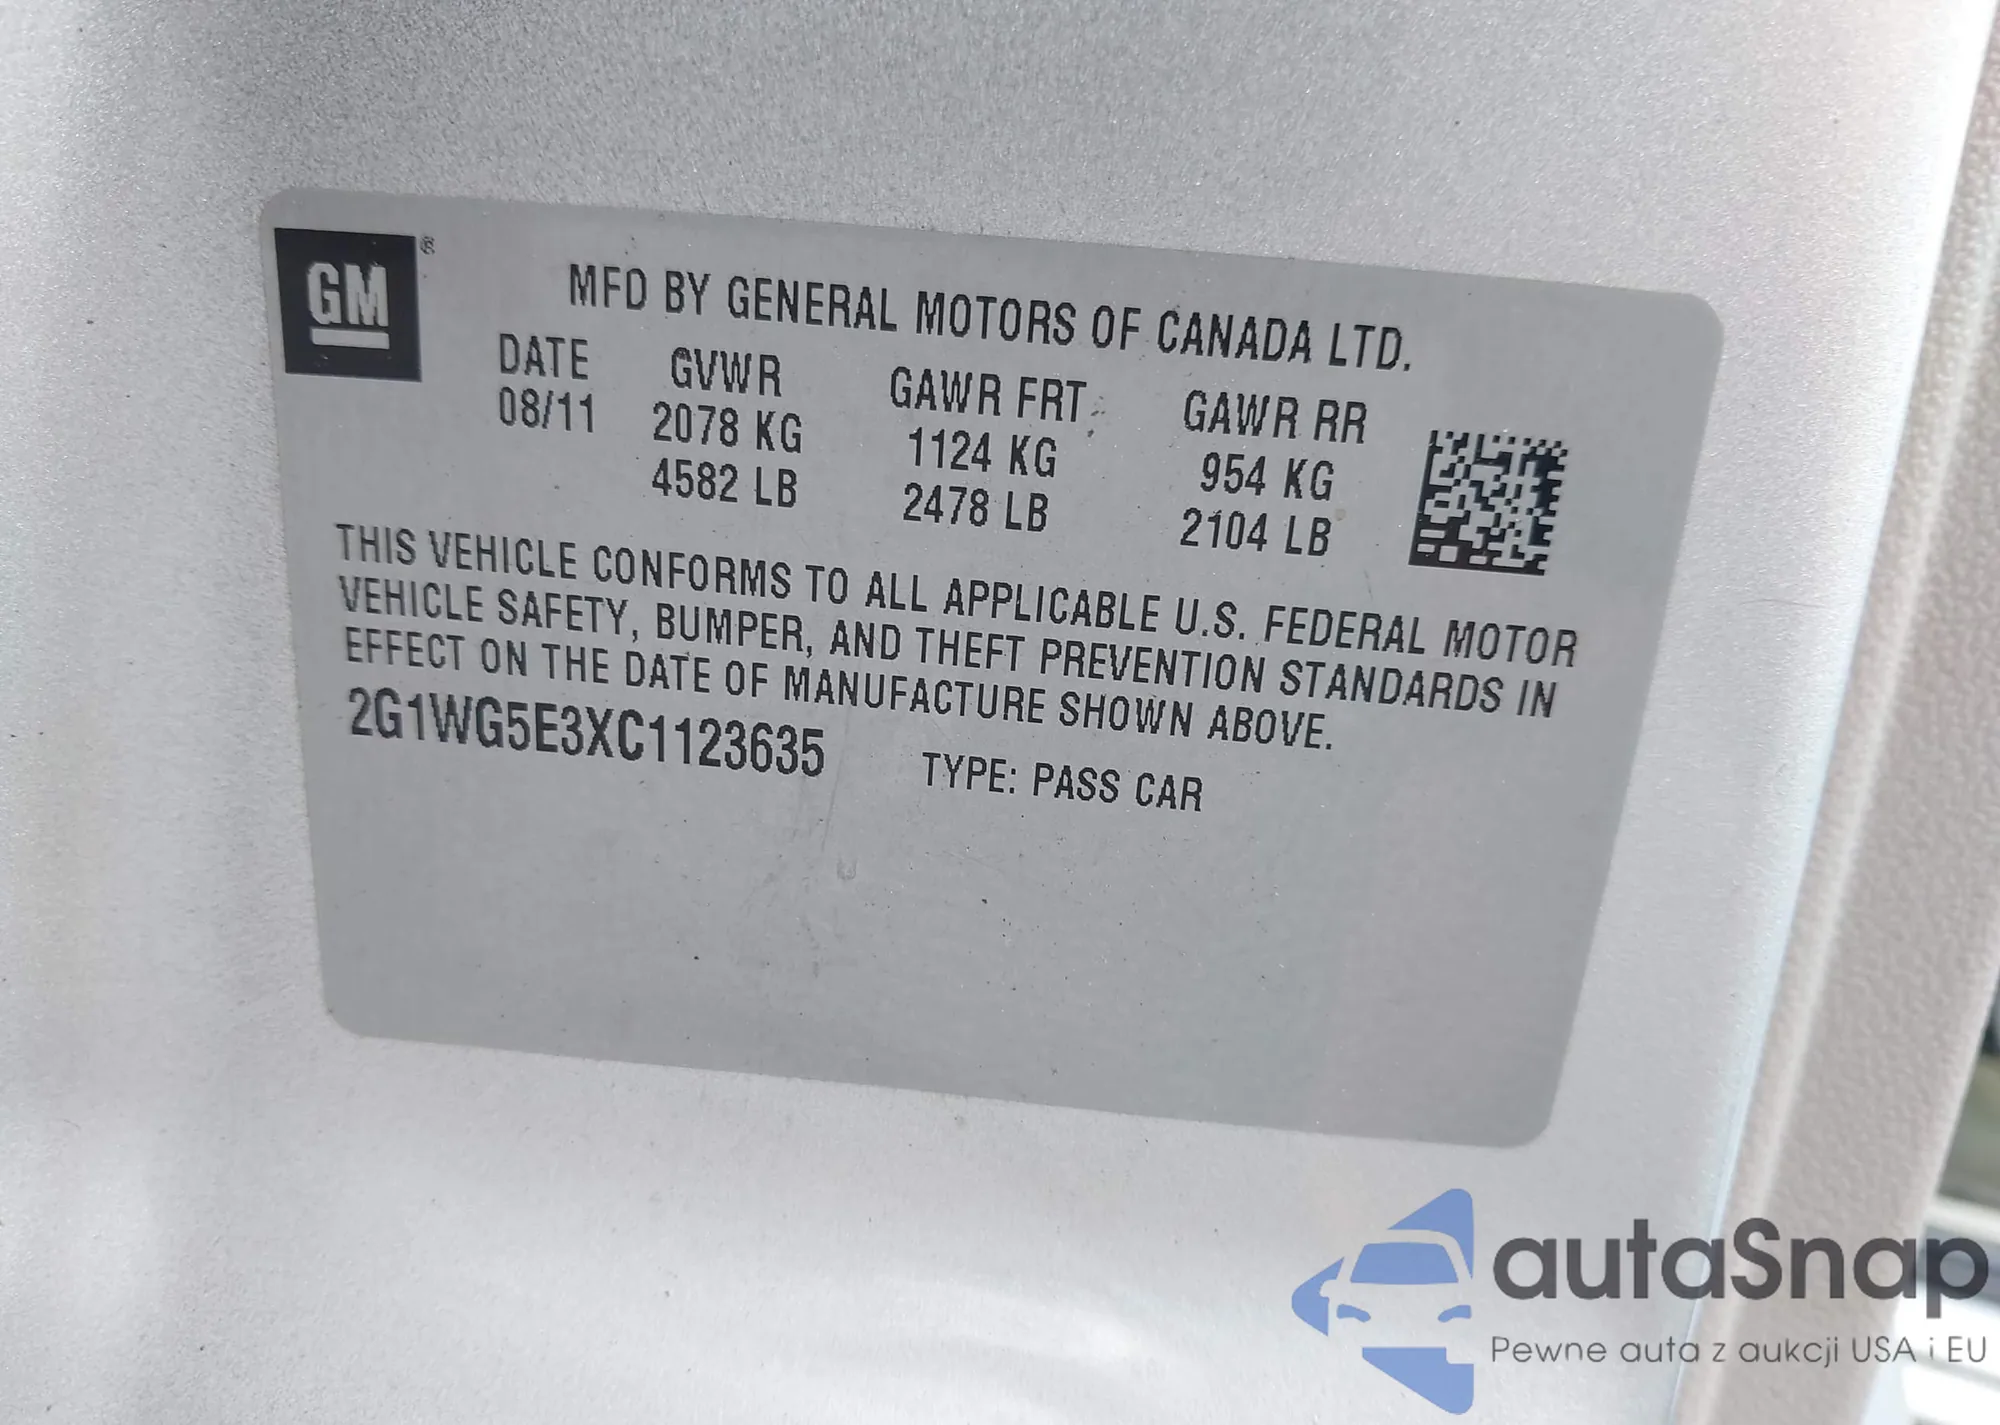 GM ®
MFD BY GENERAL MOTORS OF CANADA LTD.
DATE GVWR GAWR FRT GAWR RR
08/11 2078 KG 1124 KG 954 KG
4582 LB 2478 LB 2104 LB
THIS VEHICLE CONFORMS TO ALL APPLICABLE U.S. FEDERAL MOTOR
VEHICLE SAFETY, BUMPER, AND THEFT PREVENTION STANDARDS IN
EFFECT ON THE DATE OF MANUFACTURE SHOWN ABOVE.
2G1WG5E3XC1123635 TYPE: PASS CAR
autaSnap
Pewne auta z aukcji USA i EU